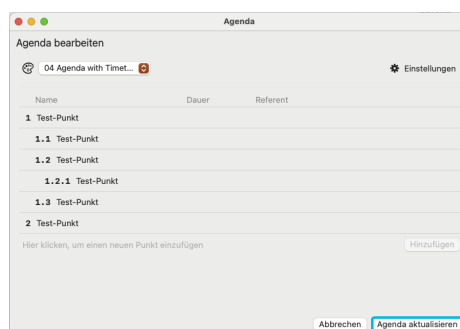 Agenda
Agenda bearbeiten
04 Agenda with Timet...
Einstellungen
Name Dauer Referent
1 Test-Punkt
1.1 Test-Punkt
1.2 Test-Punkt
1.2.1 Test-Punkt
1.3 Test-Punkt
2 Test-Punkt
Hier klicken, um einen neuen Punkt einzufügen Hinzufügen
Abbrechen Agenda aktualisieren